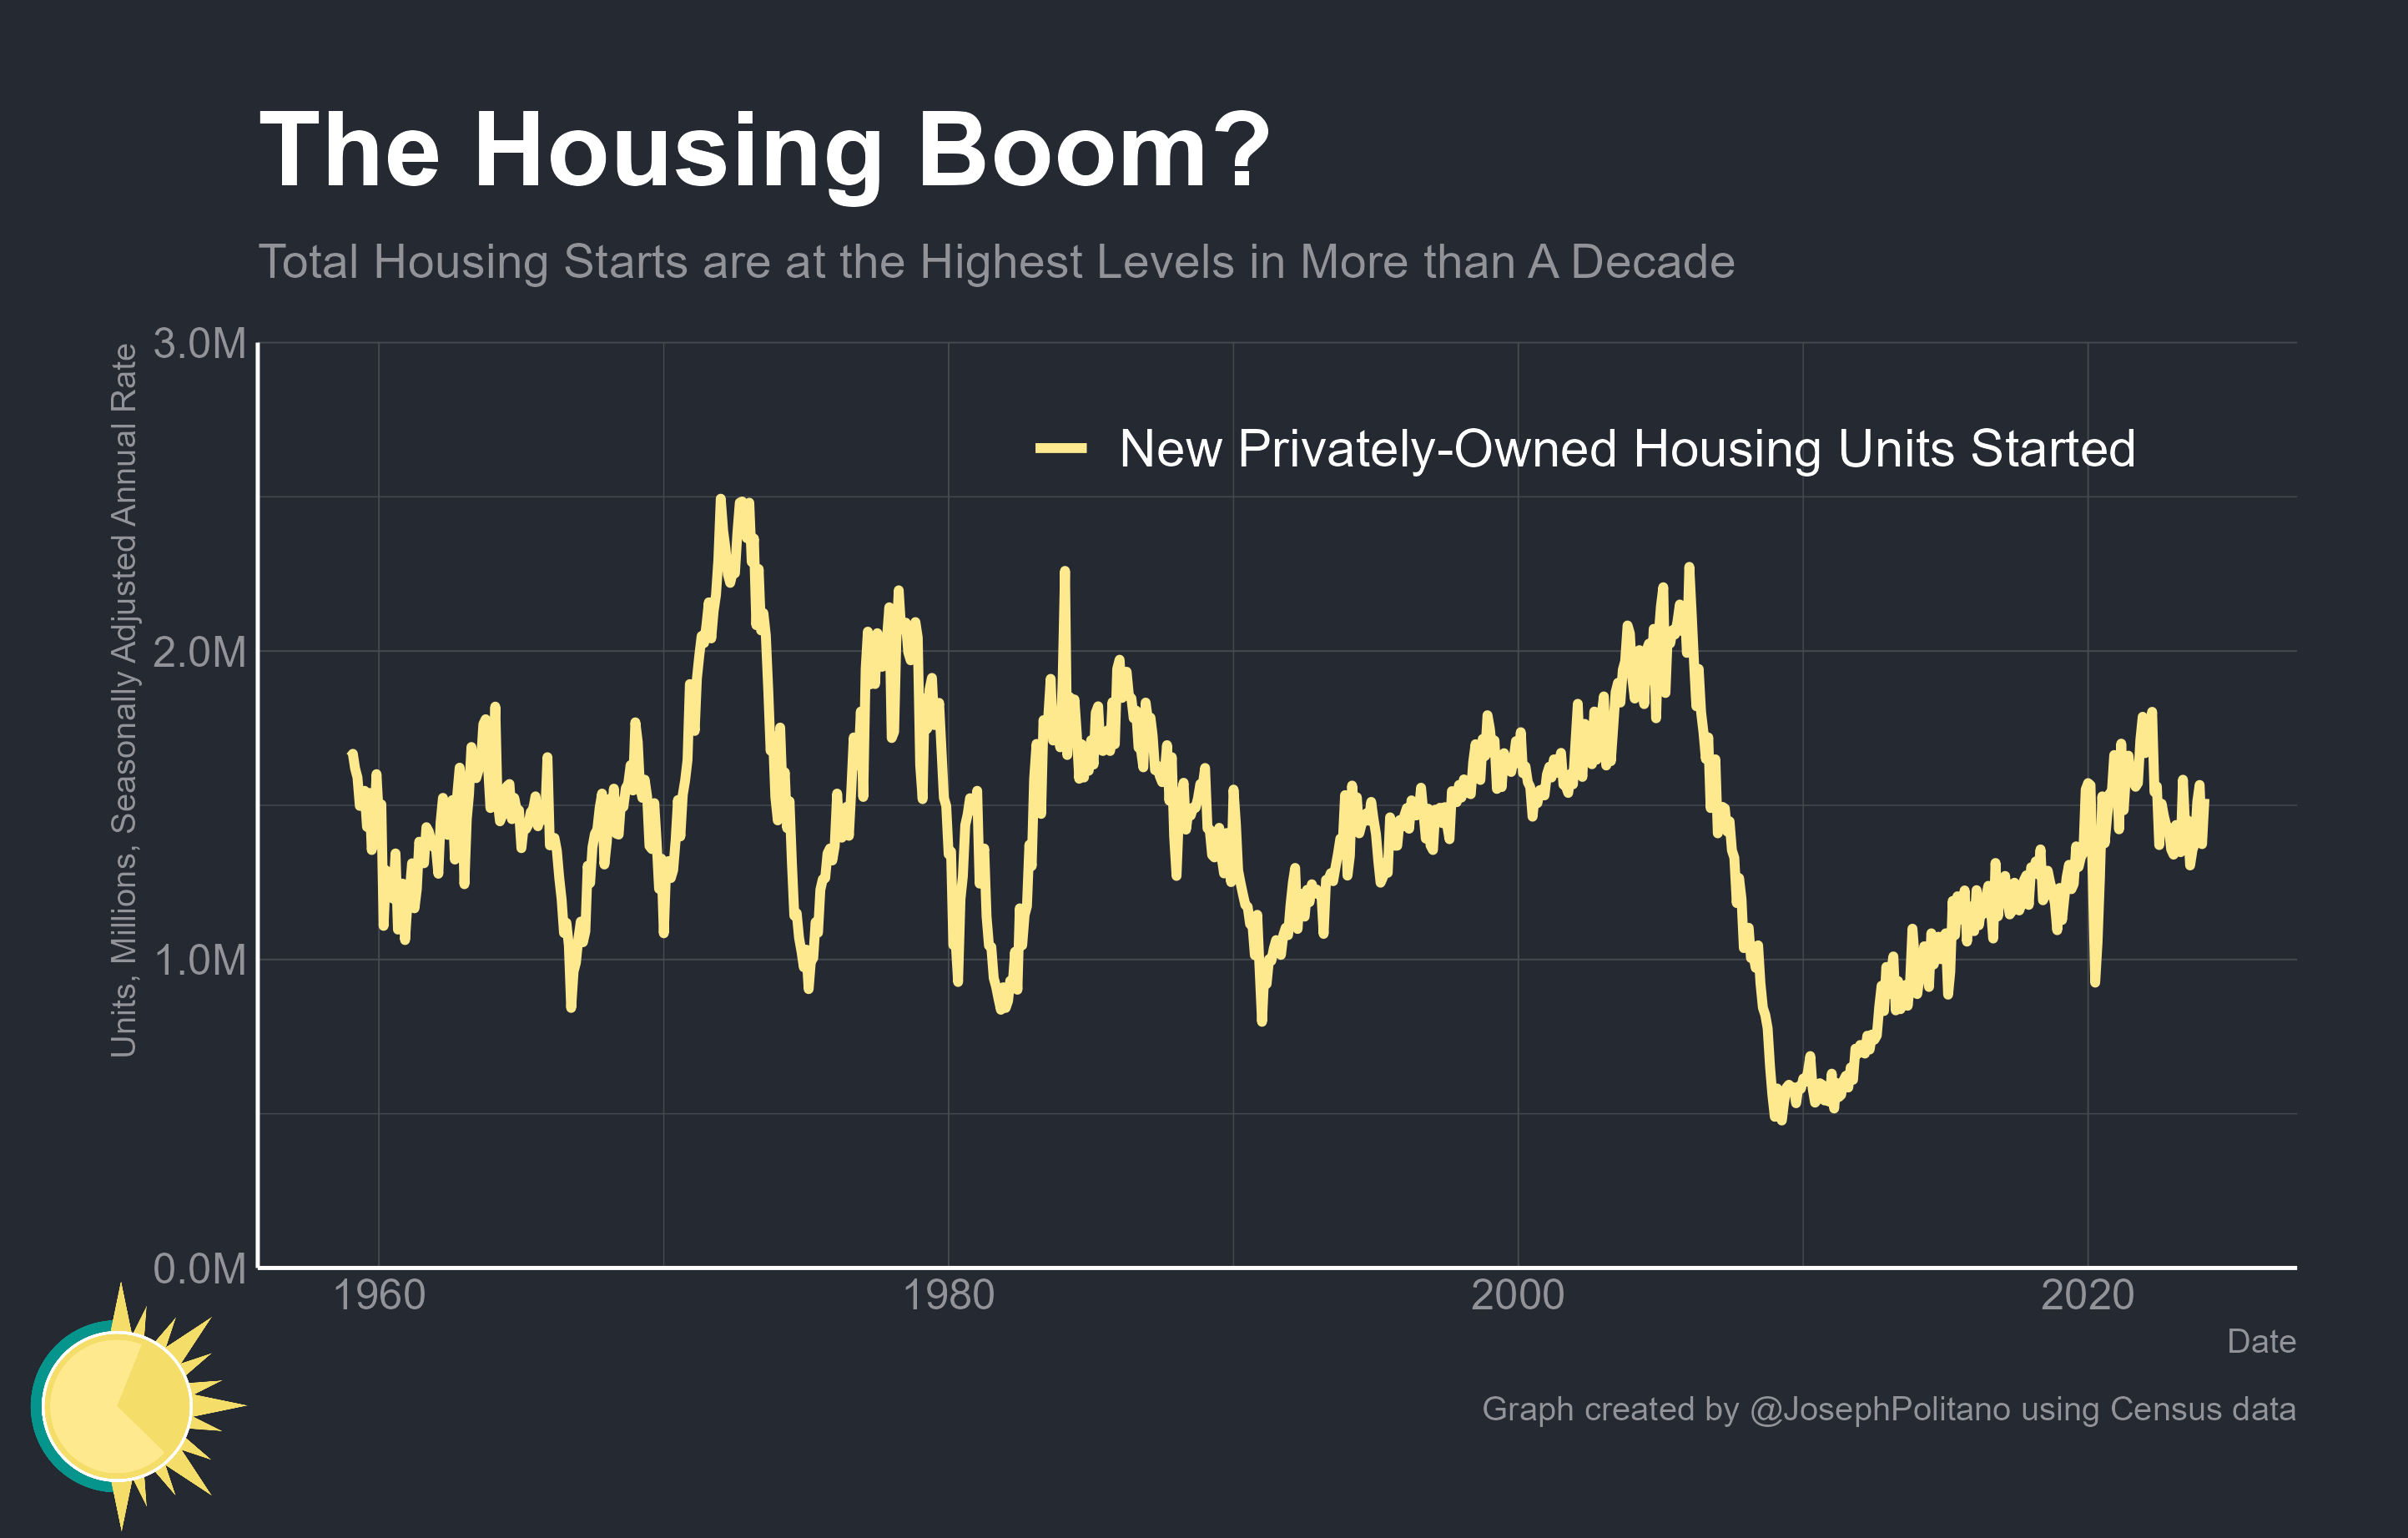 The Housing Boom?
Total Housing Starts are at the Highest Levels in More than A Decade
Units, Millions, Seasonally Adjusted Annual Rate
3.0M
2.0M
1.0M
0.0M
New Privately-Owned Housing Units Started
1960
1980
2000
2020
Date
Graph created by @JosephPolitano using Census data